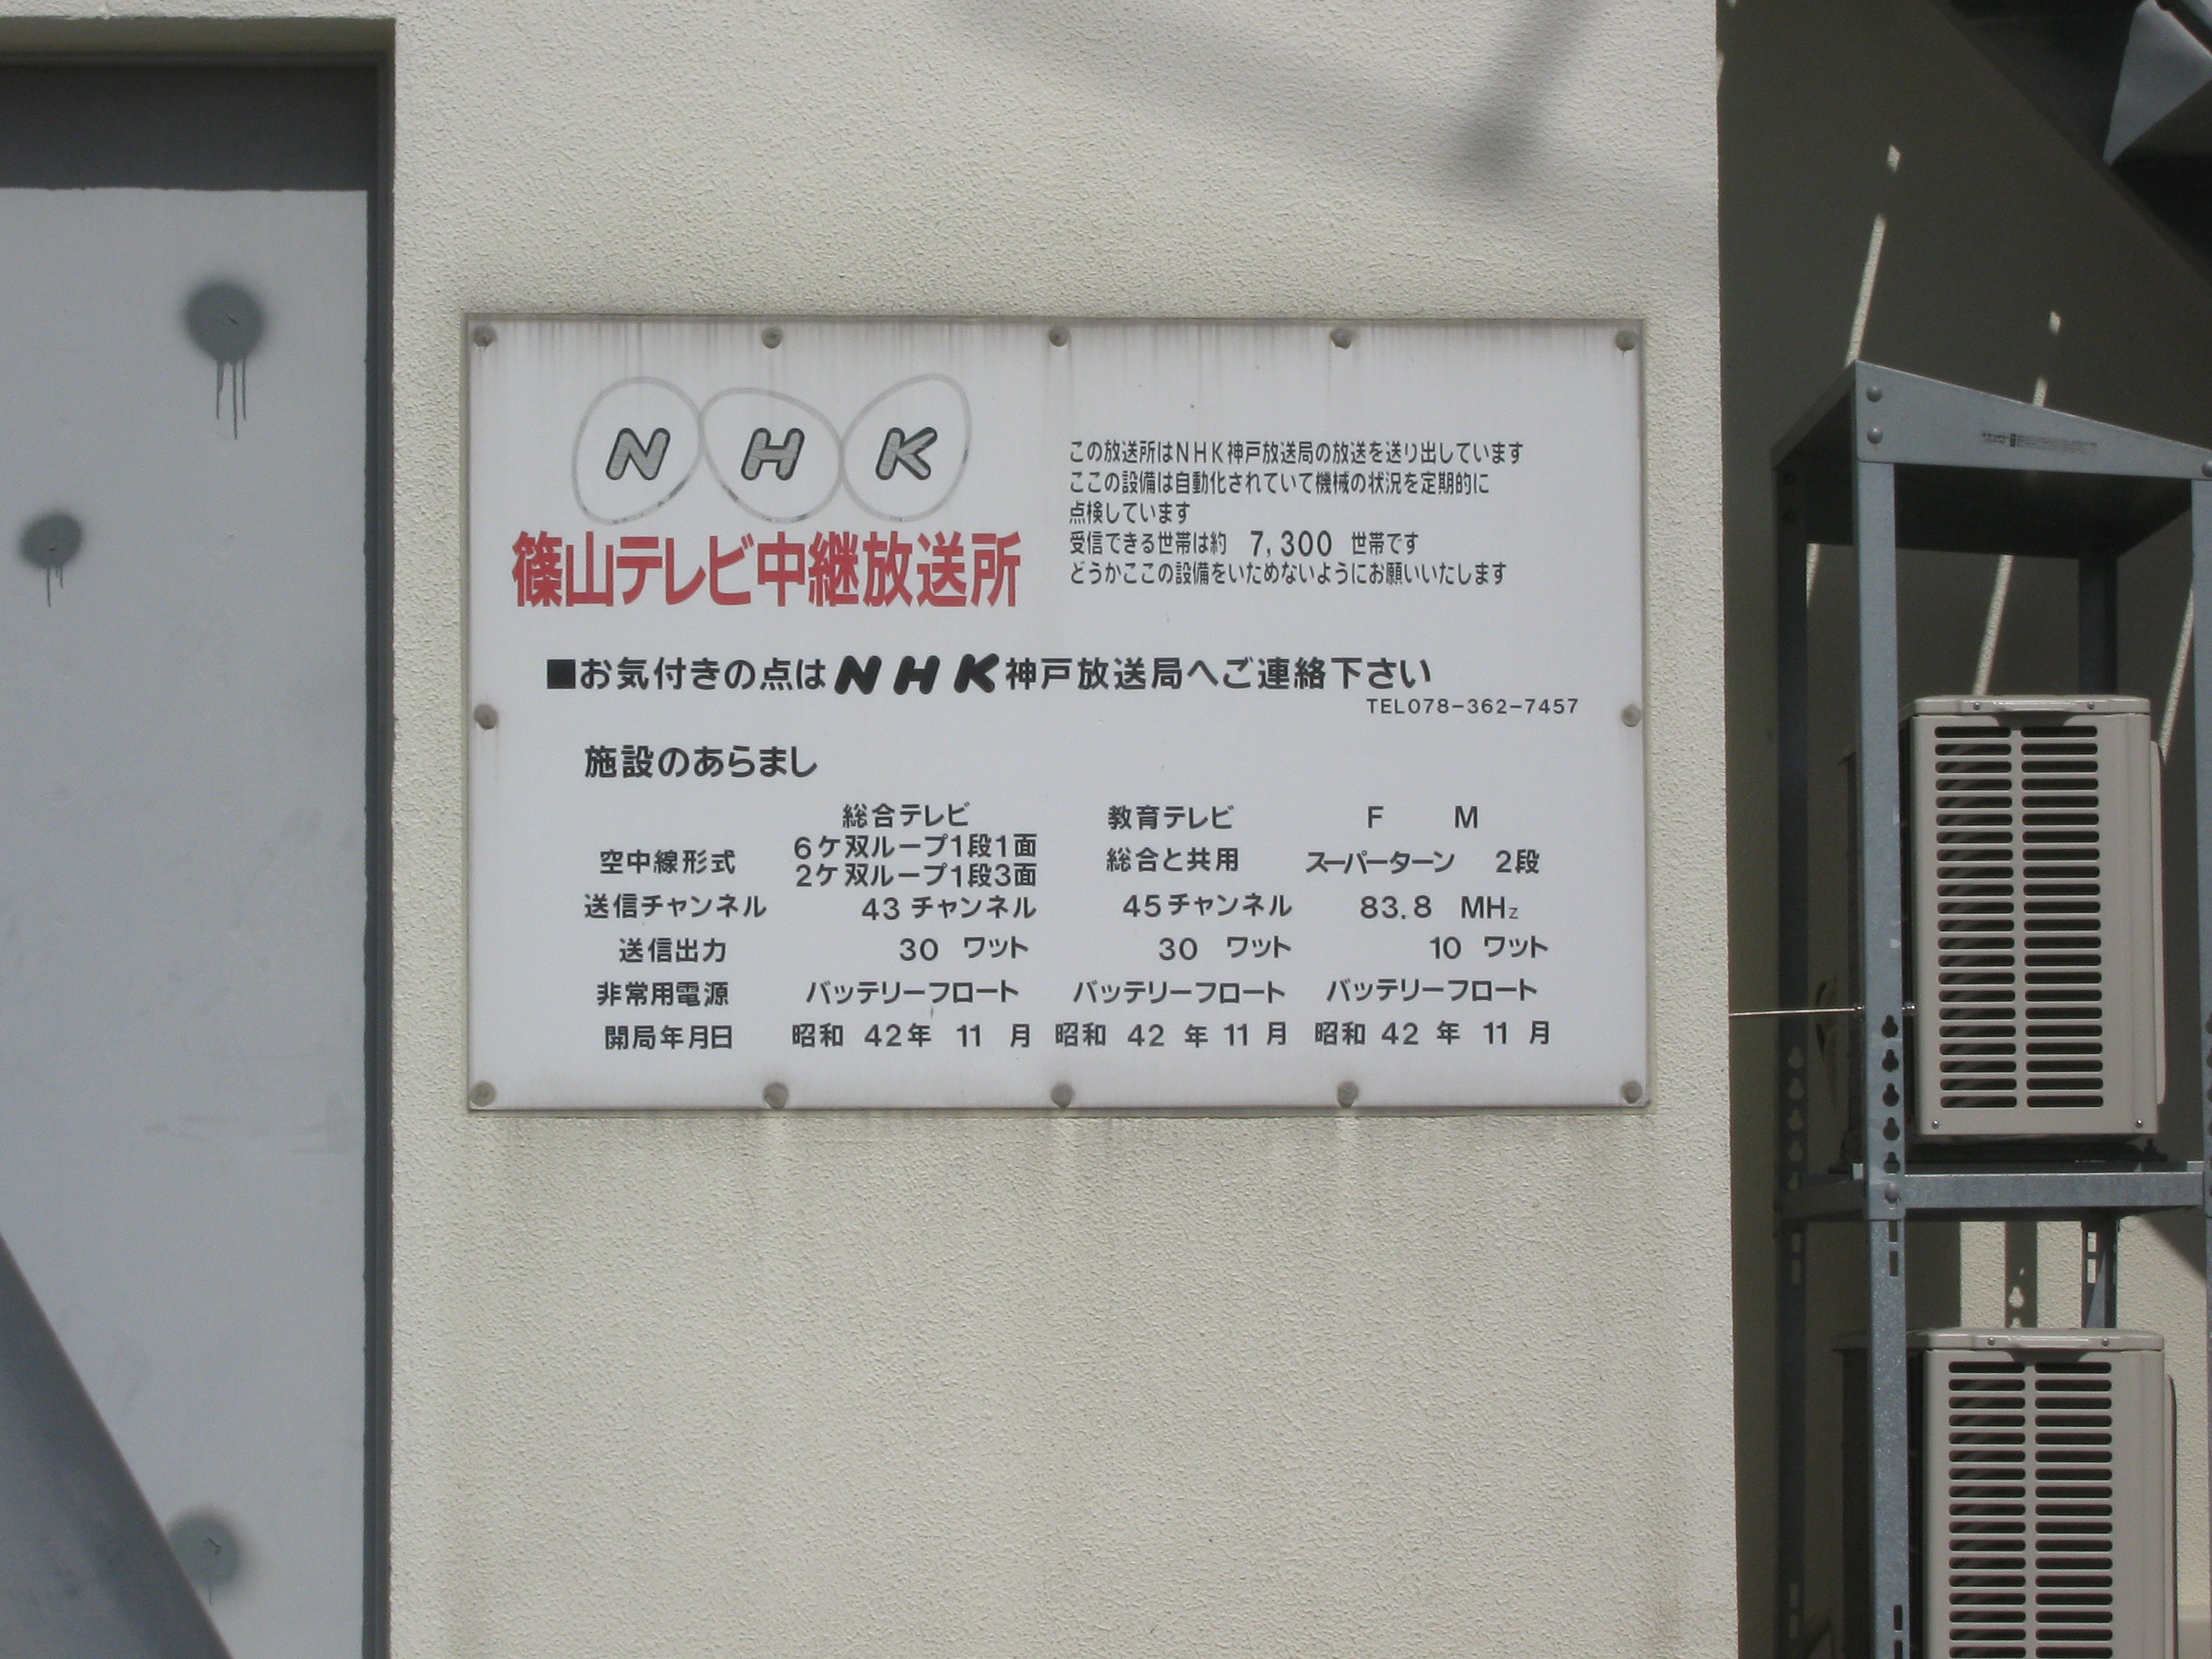 NHK
篠山テレビ中継放送所
この放送所はNHK神戸放送局の放送を送り出しています
ここの設備は自動化されていて機械の状況を定期的に
点検しています
受信できる世帯は約 7,300 世帯です
どうかここの設備をいためないようにお願いいたします
■お気付きの点はNHK神戸放送局へご連絡下さい
TEL078-362-7457
施設のあらまし
総合テレビ 教育テレビ F M
空中線形式 6ケ双ループ1段1面 2ケ双ループ1段3面 総合と共用 スーパーターン 2段
送信チャンネル 43 チャンネル 45チャンネル 83.8 MHz
送信出力 30 ワット 30 ワット 10 ワット
非常用電源 バッテリーフロート バッテリーフロート バッテリーフロート
開局年月日 昭和 42年 11 月 昭和 42 年 11 月 昭和 42 年 11 月